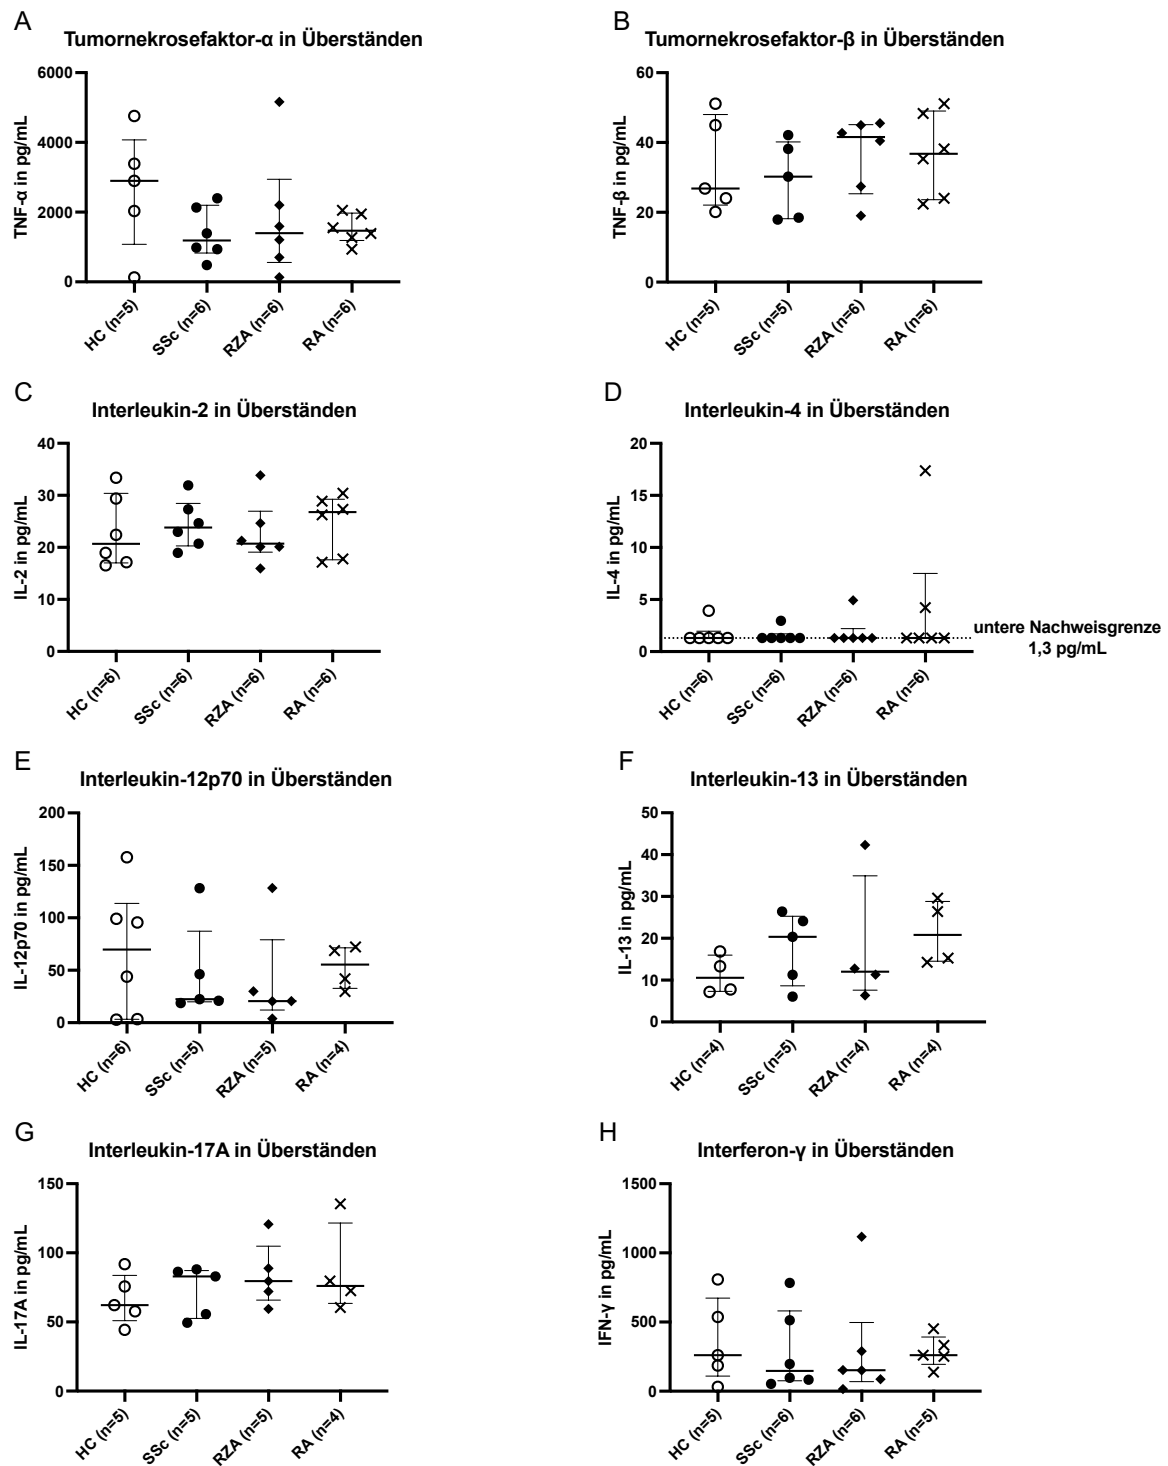 A
Tumornekrosefaktor-α in Überständen
TNF-α in pg/mL
6000
4000
2000
0
HC (n=5)
SSc (n=6)
RZA (n=6)
RA (n=6)
B
Tumornekrosefaktor-β in Überständen
TNF-β in pg/mL
60
40
20
0
HC (n=5)
SSc (n=5)
RZA (n=6)
RA (n=6)
C
Interleukin-2 in Überständen
IL-2 in pg/mL
40
30
20
10
0
HC (n=6)
SSc (n=6)
RZA (n=6)
RA (n=6)
D
Interleukin-4 in Überständen
IL-4 in pg/mL
20
15
10
5
0
untere Nachweisgrenze
1,3 pg/mL
HC (n=6)
SSc (n=6)
RZA (n=6)
RA (n=6)
E
Interleukin-12p70 in Überständen
IL-12p70 in pg/mL
200
150
100
50
0
HC (n=6)
SSc (n=5)
RZA (n=5)
RA (n=4)
F
Interleukin-13 in Überständen
IL-13 in pg/mL
50
40
30
20
10
0
HC (n=4)
SSc (n=5)
RZA (n=4)
RA (n=4)
G
Interleukin-17A in Überständen
IL-17A in pg/mL
150
100
50
0
HC (n=5)
SSc (n=5)
RZA (n=5)
RA (n=4)
H
Interferon-γ in Überständen
IFN-γ in pg/mL
1500
1000
500
0
HC (n=5)
SSc (n=6)
RZA (n=6)
RA (n=5)